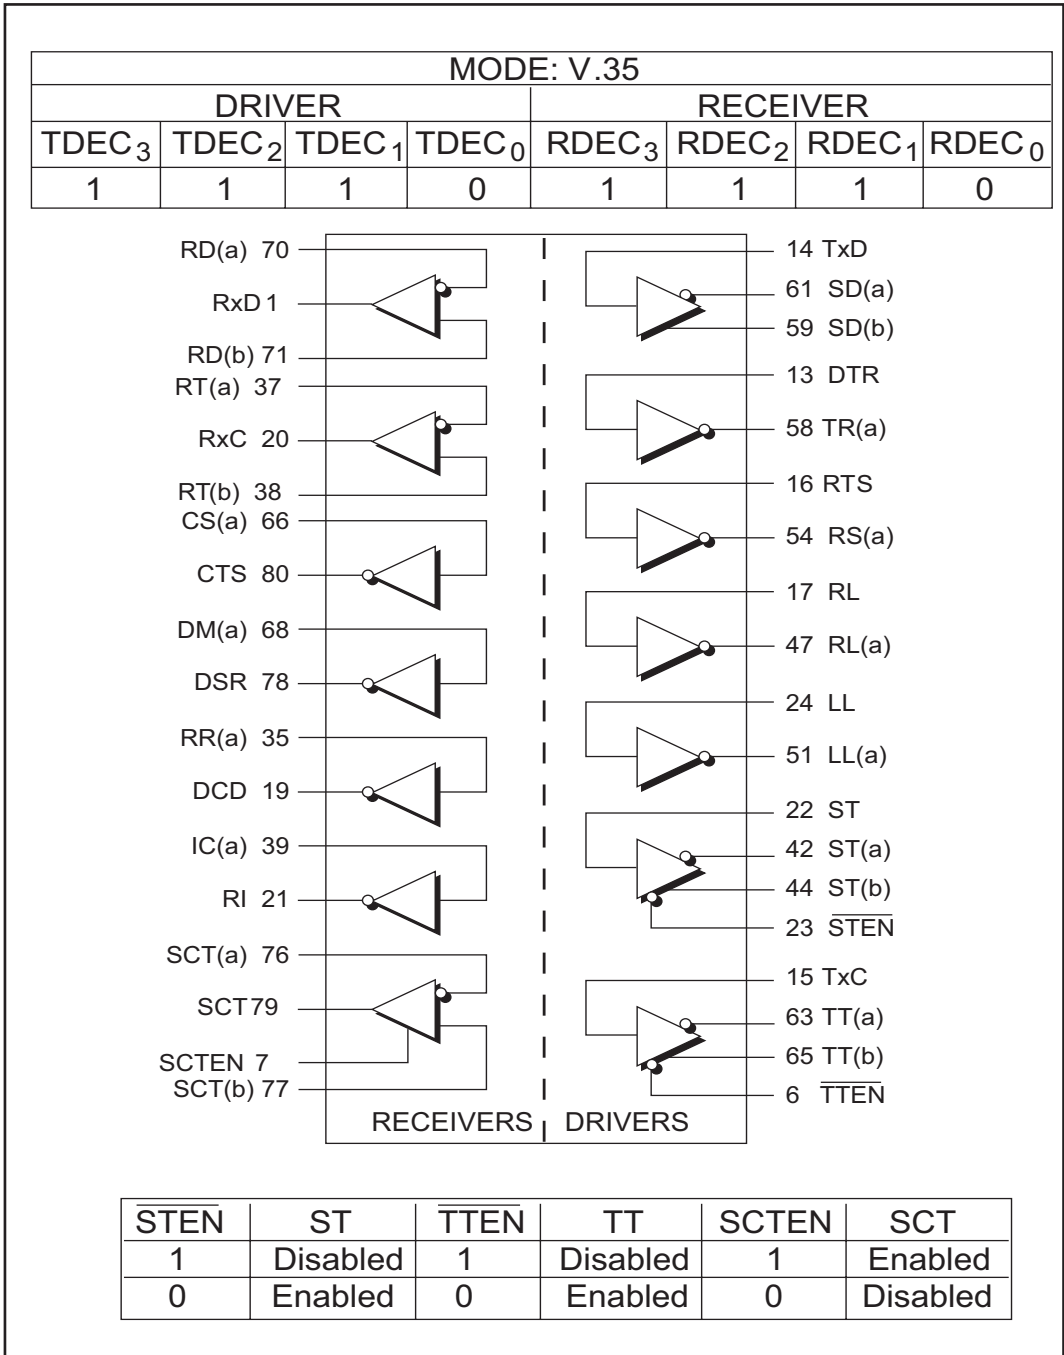 MODE: V.35
DRIVER RECEIVER
TDEC3 TDEC2 TDEC1 TDEC0 RDEC3 RDEC2 RDEC1 RDEC0
1 1 1 0 1 1 1 0
RD(a) 70
RxD 1
RD(b) 71
RT(a) 37
RxC 20
RT(b) 38
CS(a) 66
CTS 80
DM(a) 68
DSR 78
RR(a) 35
DCD 19
IC(a) 39
RI 21
SCT(a) 76
SCT79
SCTEN 7
SCT(b) 77
14 TxD
61 SD(a)
59 SD(b)
13 DTR
58 TR(a)
16 RTS
54 RS(a)
17 RL
47 RL(a)
24 LL
51 LL(a)
22 ST
42 ST(a)
44 ST(b)
23 STEN
15 TxC
63 TT(a)
65 TT(b)
6 TTEN
RECEIVERS DRIVERS
STEN ST TTEN TT SCTEN SCT
1 Disabled 1 Disabled 1 Enabled
0 Enabled 0 Enabled 0 Disabled